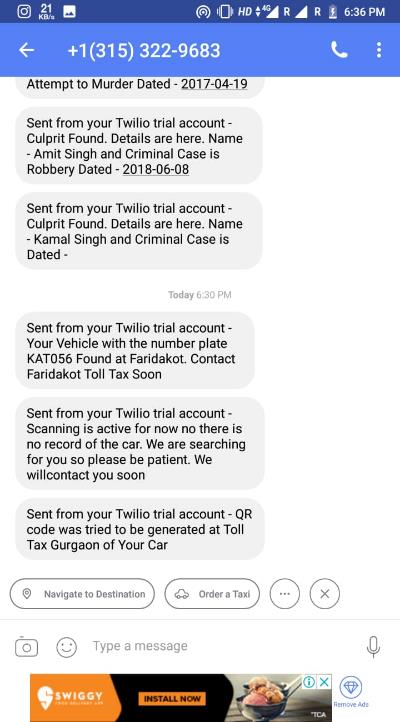 21
KB/s
HD 4G R R 6:36 PM
+1(315) 322-9683
Attempt to Murder Dated - 2017-04-19
Sent from your Twilio trial account -
Culprit Found. Details are here. Name
- Amit Singh and Criminal Case is
Robbery Dated - 2018-06-08
Sent from your Twilio trial account -
Culprit Found. Details are here. Name
- Kamal Singh and Criminal Case is
Dated -
Today 6:30 PM
Sent from your Twilio trial account -
Your Vehicle with the number plate
KAT056 Found at Faridakot. Contact
Faridakot Toll Tax Soon
Sent from your Twilio trial account -
Scanning is active for now no there is
no record of the car. We are searching
for you so please be patient. We
willcontact you soon
Sent from your Twilio trial account - QR
code was tried to be generated at Toll
Tax Gurgaon of Your Car
Navigate to Destination
Order a Taxi
Type a message
SWIGGY
FOOD DELIVERY APP
INSTALL NOW
*TCA
Remove Ads